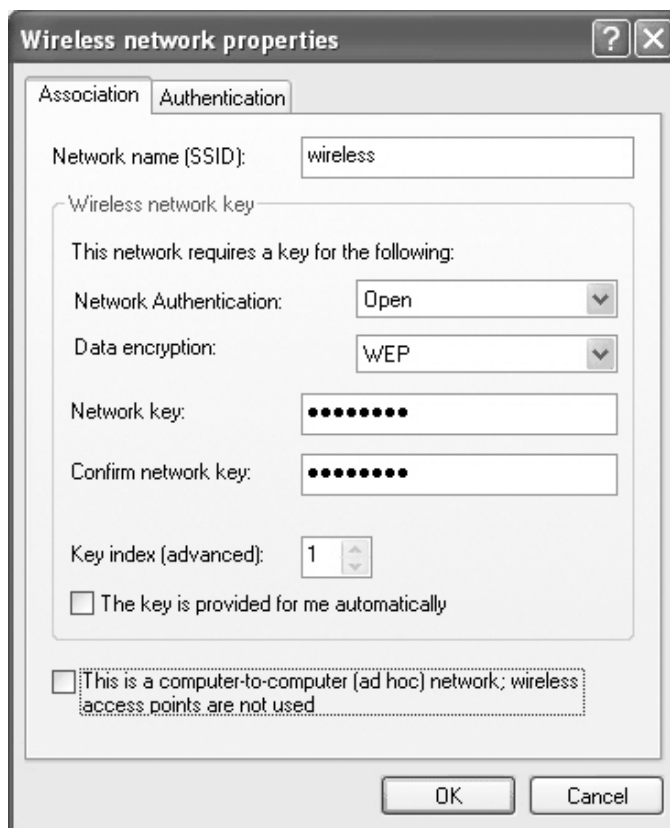 Wireless network properties
Association Authentication
Network name (SSID): wireless
Wireless network key
This network requires a key for the following:
Network Authentication: Open
Data encryption: WEP
Network key: ••••••••
Confirm network key: ••••••••
Key index (advanced): 1
The key is provided for me automatically
This is a computer-to-computer (ad hoc) network; wireless
access points are not used
OK Cancel